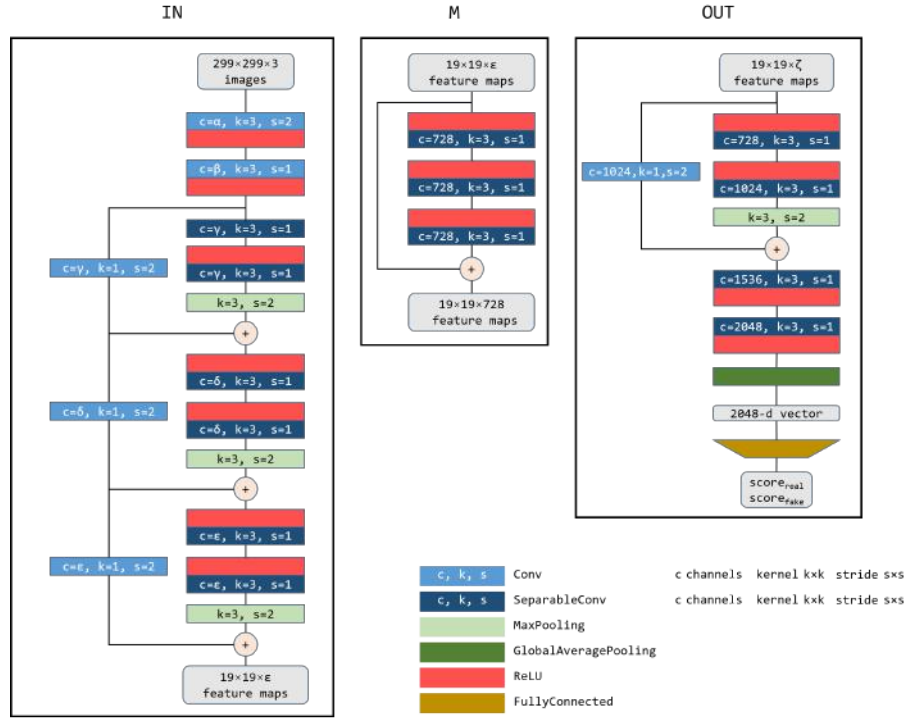 IN
299×299×3
images
c=α, k=3, s=2
c=β, k=3, s=1
c=γ, k=3, s=1
c=γ, k=1, s=2
c=γ, k=3, s=1
k=3, s=2
+
c=δ, k=3, s=1
c=δ, k=1, s=2
c=δ, k=3, s=1
k=3, s=2
+
c=ε, k=3, s=1
c=ε, k=1, s=2
c=ε, k=3, s=1
k=3, s=2
+
19×19×ε
feature maps
M
19×19×ε
feature maps
c=728, k=3, s=1
c=728, k=3, s=1
c=728, k=3, s=1
+
19×19×728
feature maps
OUT
19×19×ζ
feature maps
c=728, k=3, s=1
c=1024,k=1,s=2
c=1024, k=3, s=1
k=3, s=2
+
c=1536, k=3, s=1
c=2048, k=3, s=1
2048-d vector
score_real
score_fake
c, k, s Conv c channels kernel k×k stride s×s
c, k, s SeparableConv c channels kernel k×k stride s×s
MaxPooling
GlobalAveragePooling
ReLU
FullyConnected